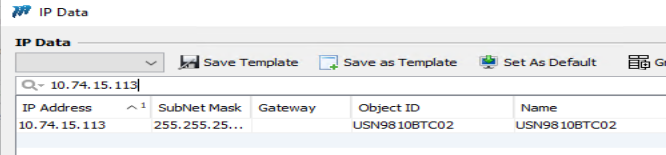 IP Data
IP Data
Save Template Save as Template Set As Default
10.74.15.113
IP Address 1 SubNet Mask Gateway Object ID Name
10.74.15.113 255.255.25... USN9810BTC02 USN9810BTC02